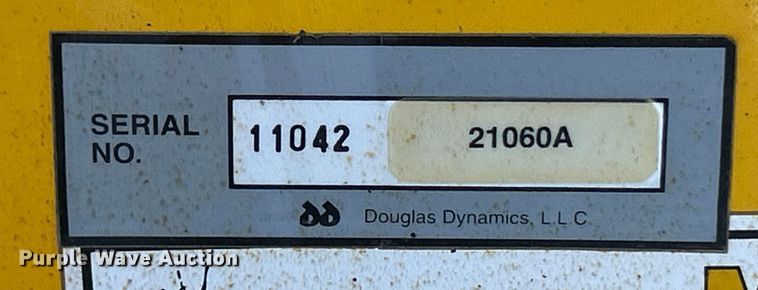 SERIAL
NO.
11042 21060A
Douglas Dynamics, L.L.C.
Purple Wave Auction